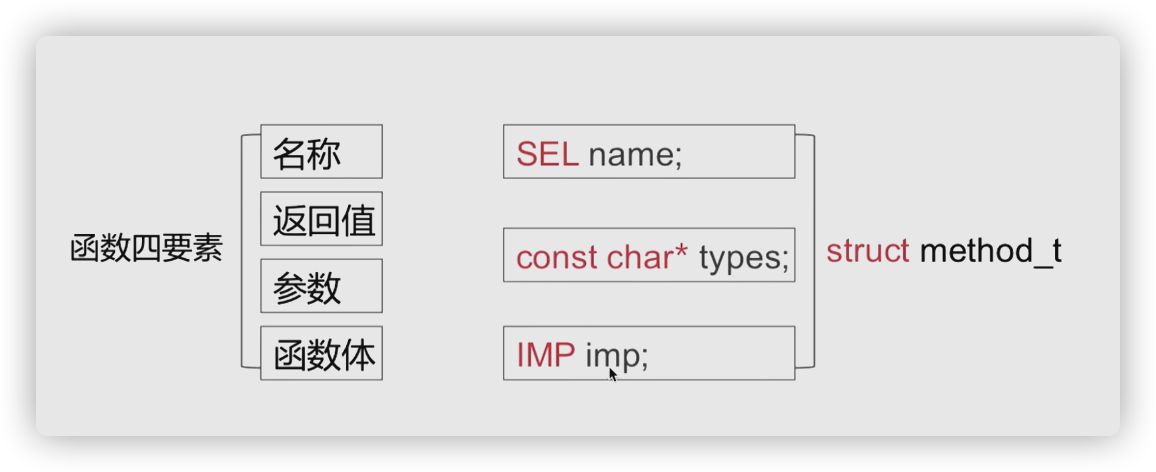 函数四要素
名称
返回值
参数
函数体
SEL name;
const char* types;
IMP imp;
struct method_t